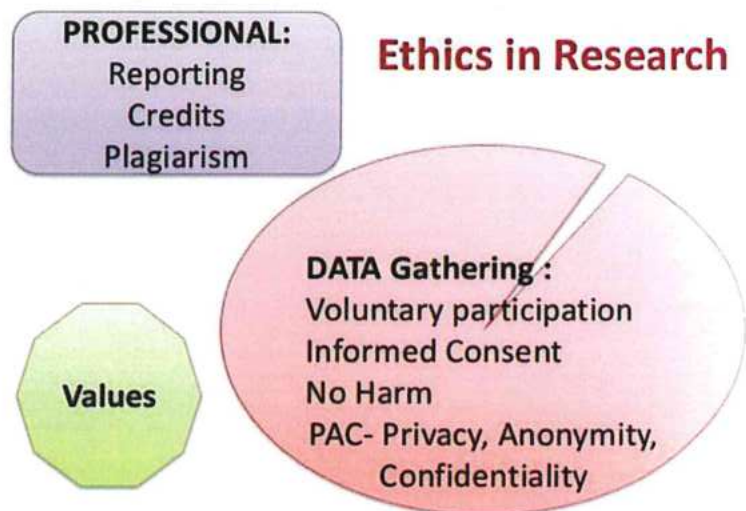 PROFESSIONAL:
Reporting
Credits
Plagiarism
Ethics in Research
DATA Gathering :
Voluntary participation
Informed Consent
No Harm
PAC- Privacy, Anonymity,
Confidentiality
Values